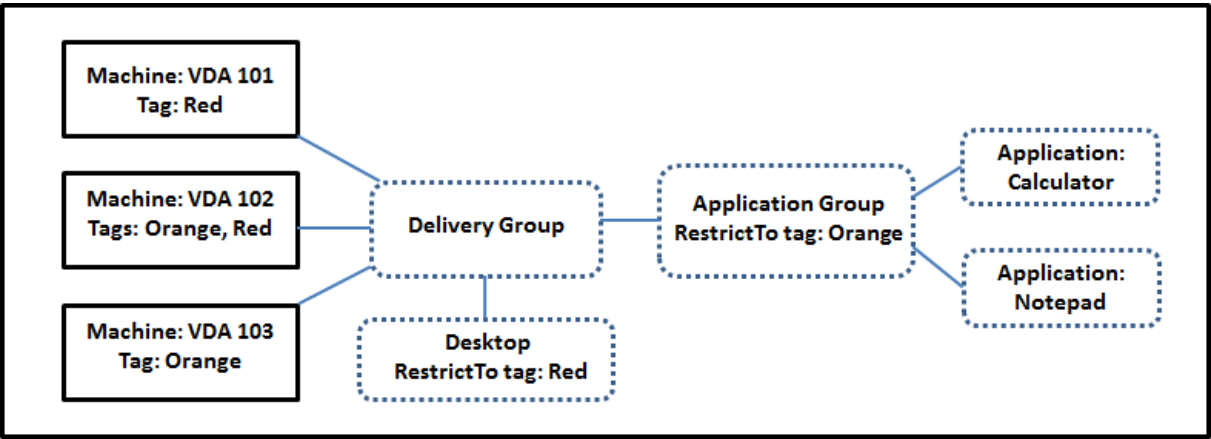 Machine: VDA 101
Tag: Red
Machine: VDA 102
Tags: Orange, Red
Machine: VDA 103
Tag: Orange
Delivery Group
Desktop
RestrictTo tag: Red
Application Group
RestrictTo tag: Orange
Application:
Calculator
Application:
Notepad